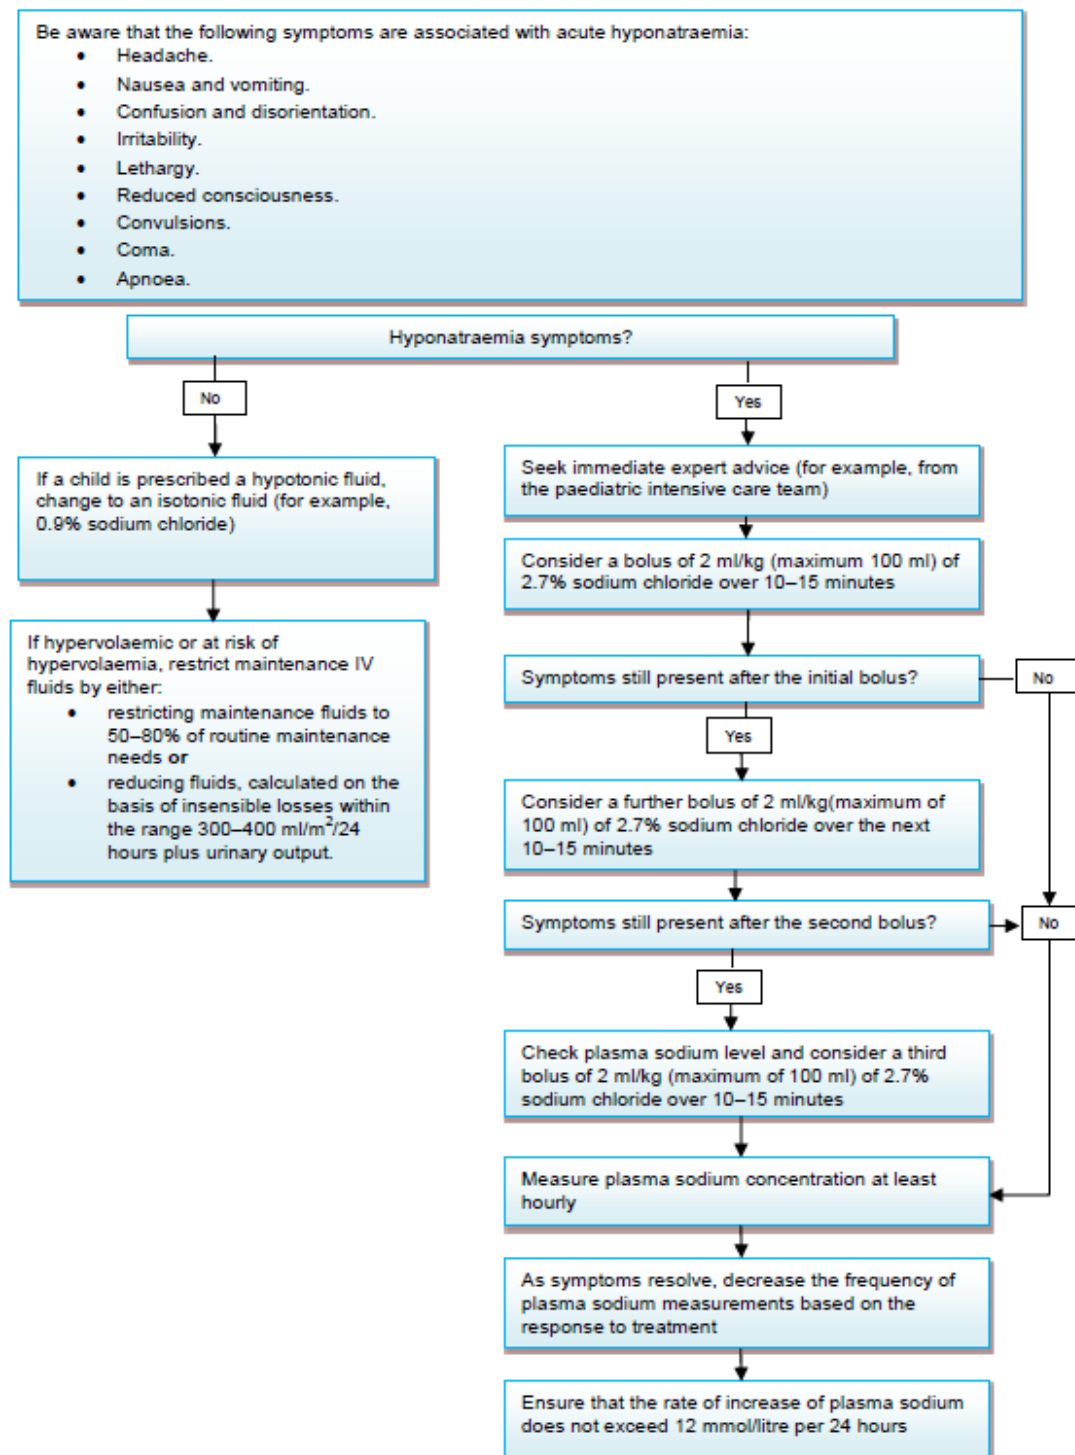 Be aware that the following symptoms are associated with acute hyponatraemia:
• Headache.
• Nausea and vomiting.
• Confusion and disorientation.
• Irritability.
• Lethargy.
• Reduced consciousness.
• Convulsions.
• Coma.
• Apnoea.
Hyponatraemia symptoms?
No
If a child is prescribed a hypotonic fluid,
change to an isotonic fluid (for example,
0.9% sodium chloride)
If hypervolaemic or at risk of
hypervolaemia, restrict maintenance IV
fluids by either:
• restricting maintenance fluids to
50–80% of routine maintenance
needs or
• reducing fluids, calculated on the
basis of insensible losses within
the range 300–400 ml/m²/24
hours plus urinary output.
Yes
Seek immediate expert advice (for example, from
the paediatric intensive care team)
Consider a bolus of 2 ml/kg (maximum 100 ml) of
2.7% sodium chloride over 10–15 minutes
Symptoms still present after the initial bolus?
No
Yes
Consider a further bolus of 2 ml/kg(maximum of
100 ml) of 2.7% sodium chloride over the next
10–15 minutes
Symptoms still present after the second bolus?
No
Yes
Check plasma sodium level and consider a third
bolus of 2 ml/kg (maximum of 100 ml) of 2.7%
sodium chloride over 10–15 minutes
Measure plasma sodium concentration at least
hourly
As symptoms resolve, decrease the frequency of
plasma sodium measurements based on the
response to treatment
Ensure that the rate of increase of plasma sodium
does not exceed 12 mmol/litre per 24 hours